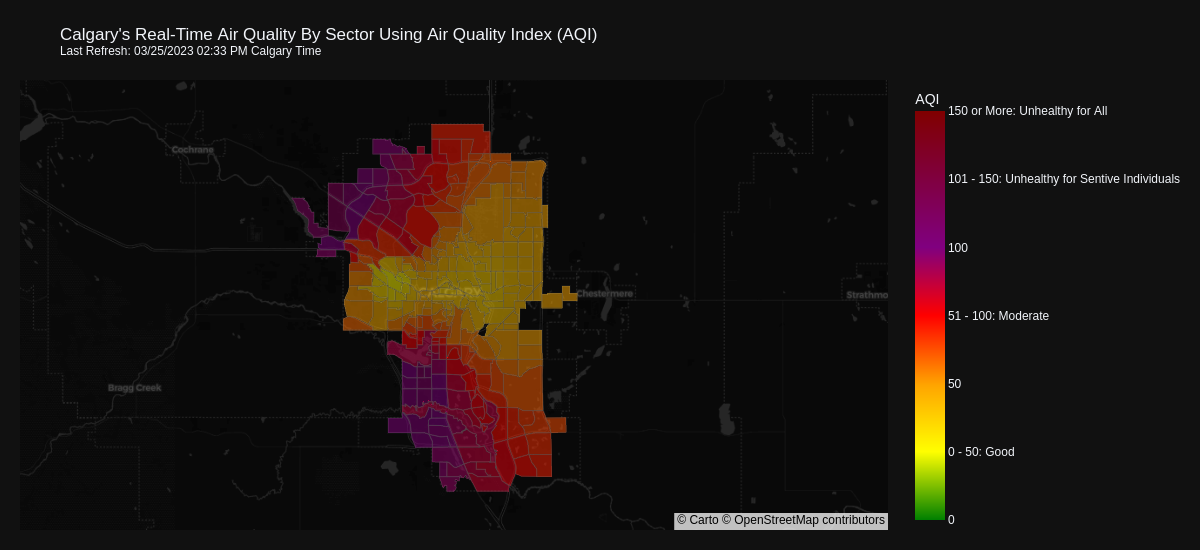 Calgary's Real-Time Air Quality By Sector Using Air Quality Index (AQI)
Last Refresh: 03/25/2023 02:33 PM Calgary Time
AQI
150 or More: Unhealthy for All
Cochrane
101 - 150: Unhealthy for Sentive Individuals
100
Chestermere
Strathmo
51 - 100: Moderate
Bragg Creek
50
0 - 50: Good
0
© Carto © OpenStreetMap contributors